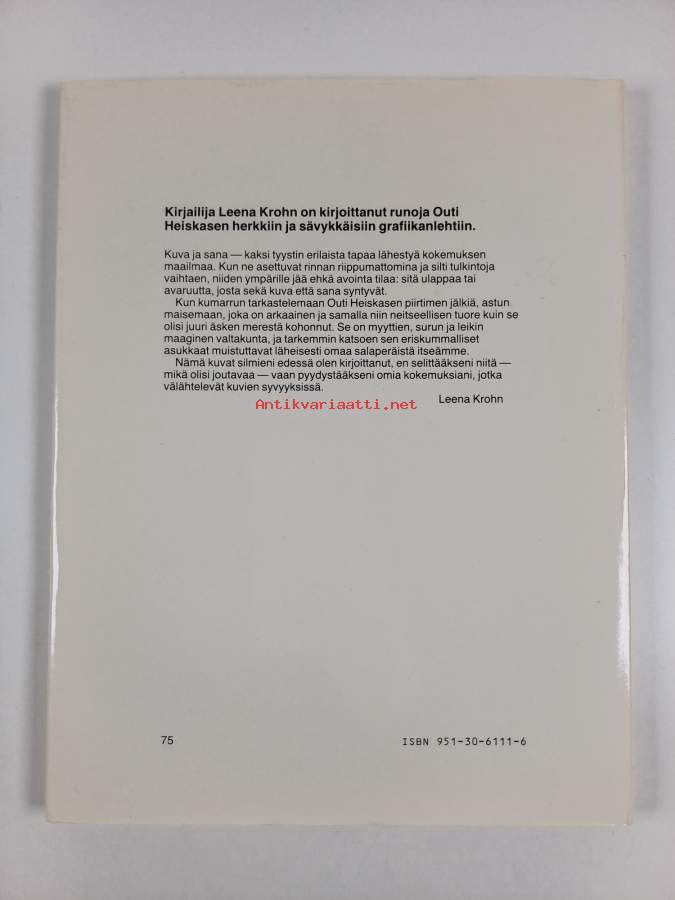 Kirjailija Leena Krohn on kirjoittanut runoja Outi
Heiskasen herkkiin ja sävykkäisiin grafiikanlehtiin.
Kuva ja sana — kaksi tyystin erilaista tapaa lähestyä kokemuksen
maailmaa. Kun ne asettuvat rinnan riippumattomina ja silti tulkintoja
vaihtaen, niiden ympärille jää ehkä avointa tilaa: sitä ulappaa tai
avaruutta, josta sekä kuva että sana syntyvät.
Kun kumarrun tarkastelemaan Outi Heiskasen piirtimen jälkiä, astun
maisemaan, joka on arkaainen ja samalla niin neitseellisen tuore kuin se
olisi juuri äsken merestä kohonnut. Se on myyttien, surun ja leikin
maaginen valtakunta, ja tarkemmin katsoen sen eriskummalliset
asukkaat muistuttavat läheisesti omaa salaperäistä itseämme.
Nämä kuvat silmieni edessä olen kirjoittanut, en selittääkseni niitä —
mikä olisi joutavaa — vaan pyydystääkseni omia kokemuksiani, jotka
välähtelevät kuvien syvyyksissä.
Leena Krohn
Antikvariaatti.net
75
ISBN 951-30-6111-6